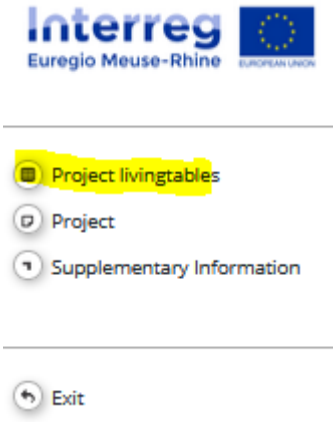 Interreg
Euregio Meuse-Rhine
EUROPEAN UNION
Project livingtables
Project
Supplementary Information
Exit